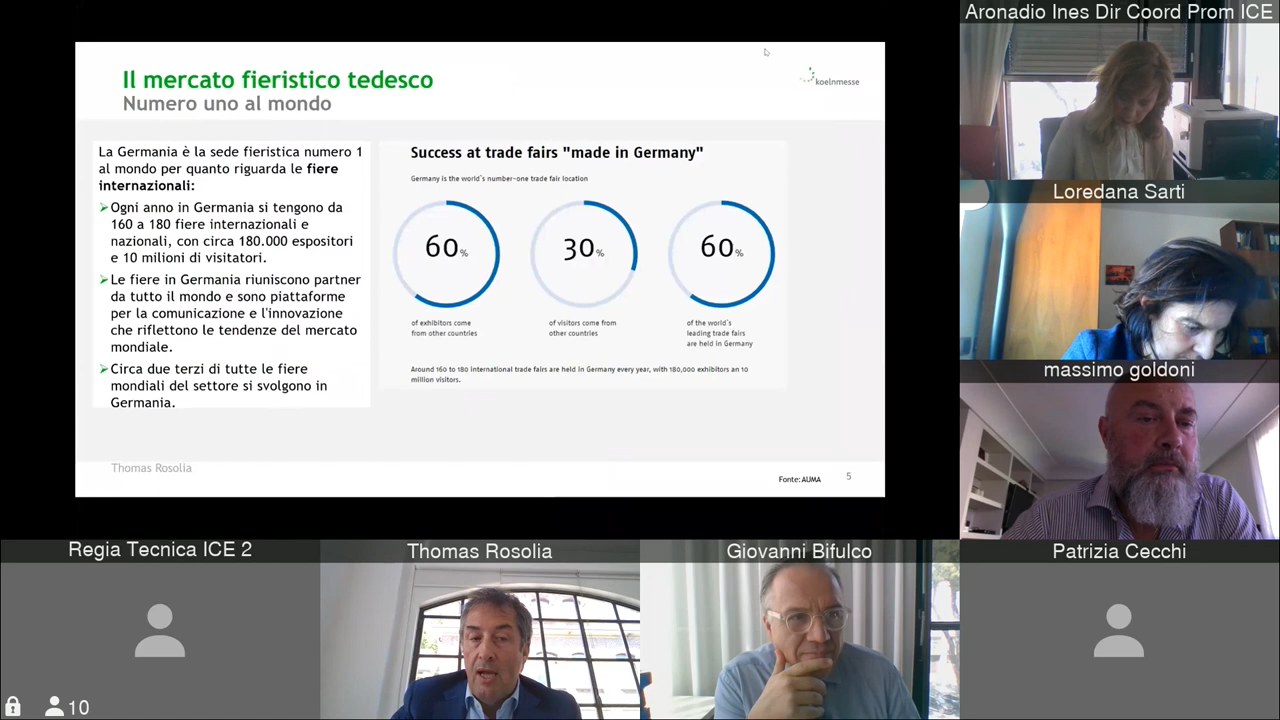 Aronadio Ines Dir Coord Prom ICE
Il mercato fieristico tedesco
Numero uno al mondo
koelnmesse
La Germania è la sede fieristica numero 1
al mondo per quanto riguarda le fiere
internazionali:
Ogni anno in Germania si tengono da
160 a 180 fiere internazionali e
nazionali, con circa 180.000 espositori
e 10 milioni di visitatori.
Le fiere in Germania riuniscono partner
da tutto il mondo e sono piattaforme
per la comunicazione e l'innovazione
che riflettono le tendenze del mercato
mondiale.
Circa due terzi di tutte le fiere
mondiali del settore si svolgono in
Germania.
Success at trade fairs "made in Germany"
Germany is the world's number-one trade fair location
60%
of exhibitors come
from other countries
30%
of visitors come from
other countries
60%
of the world's
leading trade fairs
are held in Germany
Around 160 to 180 international trade fairs are held in Germany every year, with 180,000 exhibitors an 10
million visitors.
Thomas Rosolia
Fonte: AUMA
5
Loredana Sarti
massimo goldoni
Regia Tecnica ICE 2
Thomas Rosolia
Giovanni Bifulco
Patrizia Cecchi
10